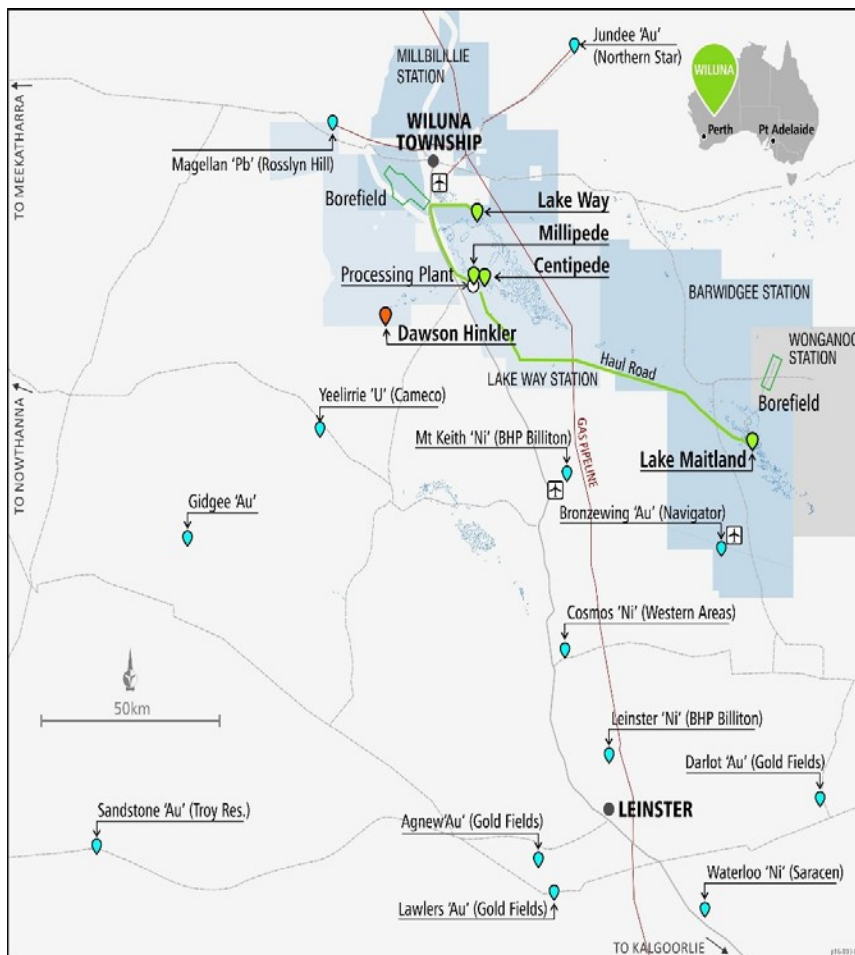 Jundee 'Au'
(Northern Star)
MILLBILILLIE
STATION
WILUNA
Perth
Pt Adelaide
TO MEEKATHARRA
WILUNA
TOWNSHIP
Magellan 'Pb' (Rosslyn Hill)
Borefield
Lake Way
Millipede
Processing Plant
Centipede
BARWIDGEE STATION
Dawson Hinkler
WONGANOO
STATION
Haul Road
LAKE WAY STATION
Borefield
TO NOWTHANNA
Yeelirrie 'U' (Cameco)
Mt Keith 'Ni' (BHP Billiton)
GAS PIPELINE
Lake Maitland
Gidgee 'Au'
Bronzewing 'Au' (Navigator)
Cosmos 'Ni' (Western Areas)
50km
Leinster 'Ni' (BHP Billiton)
Darlot 'Au' (Gold Fields)
Sandstone 'Au' (Troy Res.)
LEINSTER
Agnew'Au' (Gold Fields)
Waterloo 'Ni' (Saracen)
Lawlers 'Au' (Gold Fields)
TO KALGOORLIE